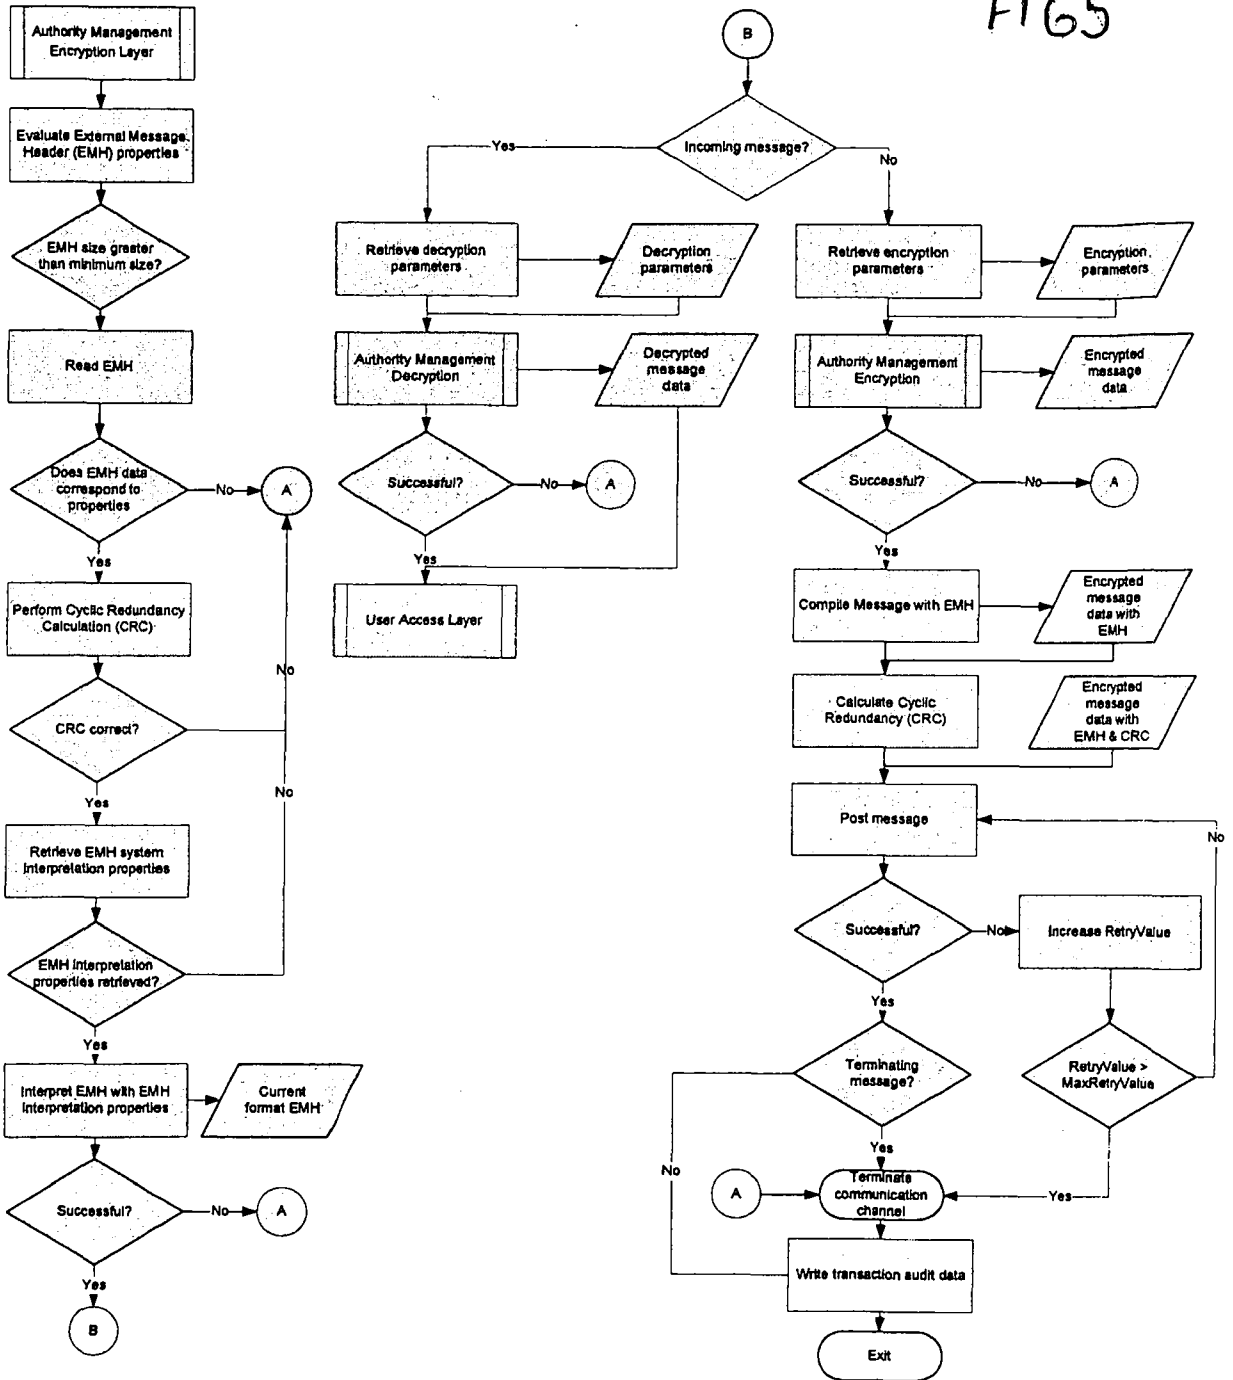 FIG5
Authority Management
Encryption Layer
Evaluate External Message
Header (EMH) properties
EMH size greater
than minimum size?
Read EMH
Does EMH data
correspond to
properties
No
A
Yes
Perform Cyclic Redundancy
Calculation (CRC)
No
CRC correct?
No
Yes
Retrieve EMH system
Interpretation properties
EMH Interpretation
properties retrieved?
Yes
Interpret EMH with EMH
Interpretation properties
Current
format EMH
Successful?
No
A
Yes
B
B
Incoming message?
Yes
No
Retrieve decryption
parameters
Decryption
parameters
Authority Management
Decryption
Decrypted
message
data
Successful?
No
A
Yes
User Access Layer
Retrieve encryption
parameters
Encryption
parameters
Authority Management
Encryption
Encrypted
message
data
Successful?
No
A
Yes
Compile Message with EMH
Encrypted
message
data with
EMH
Calculate Cyclic
Redundancy (CRC)
Encrypted
message
data with
EMH & CRC
Post message
No
Successful?
No
Increase RetryValue
Yes
Terminating
message?
RetryValue >
MaxRetryValue
Yes
No
A
Terminate
communication
channel
Yes
Write transaction audit data
Exit